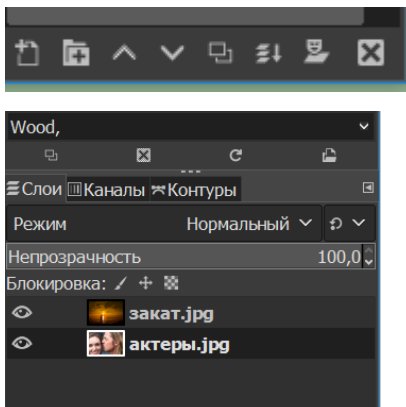 Wood,
Слои Каналы Контуры
Режим Нормальный
Непрозрачность 100,0
Блокировка:
закат.jpg
актеры.jpg